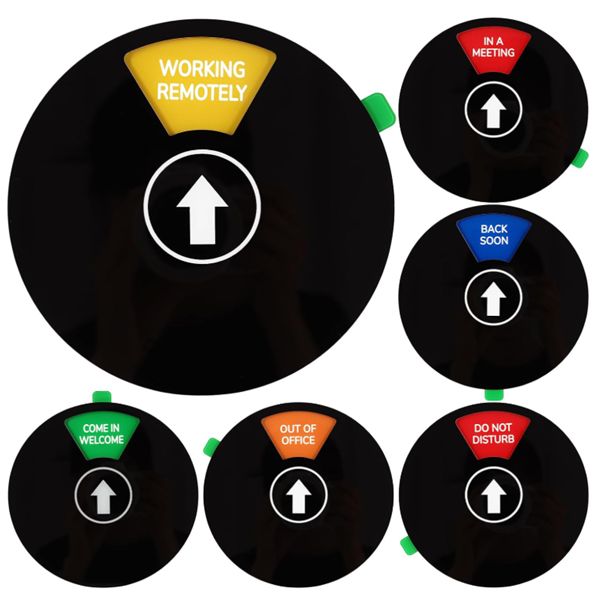 WORKING
REMOTELY
IN A
MEETING
BACK
SOON
COME IN
WELCOME
OUT OF
OFFICE
DO NOT
DISTURB